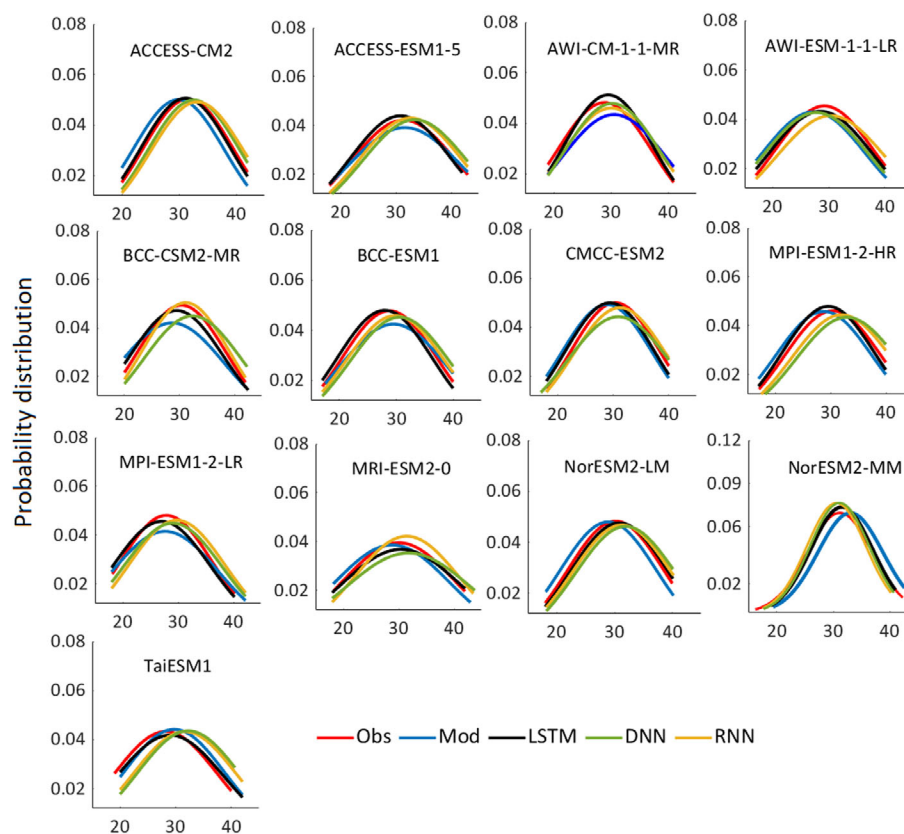 0.08 0.08 0.08 0.08
ACCESS-CM2 ACCESS-ESM1-5 AWI-CM-1-1-MR AWI-ESM-1-1-LR
0.06 0.06 0.06 0.06
0.04 0.04 0.04 0.04
0.02 0.02 0.02 0.02
20 30 40 20 30 40 20 30 40 20 30 40
0.08 0.08 0.08 0.08
BCC-CSM2-MR BCC-ESM1 CMCC-ESM2 MPI-ESM1-2-HR
0.06 0.06 0.06 0.06
0.04 0.04 0.04 0.04
0.02 0.02 0.02 0.02
20 30 40 20 30 40 20 30 40 20 30 40
Probability distribution
0.08 0.08 0.08 0.12
MPI-ESM1-2-LR MRI-ESM2-0 NorESM2-LM NorESM2-MM
0.06 0.06 0.06 0.07
0.04 0.04 0.04
0.02 0.02 0.02 0.02
20 30 40 20 30 40 20 30 40 20 30 40
0.08
TaiESM1
0.06
0.04
0.02
20 30 40
Obs Mod LSTM DNN RNN